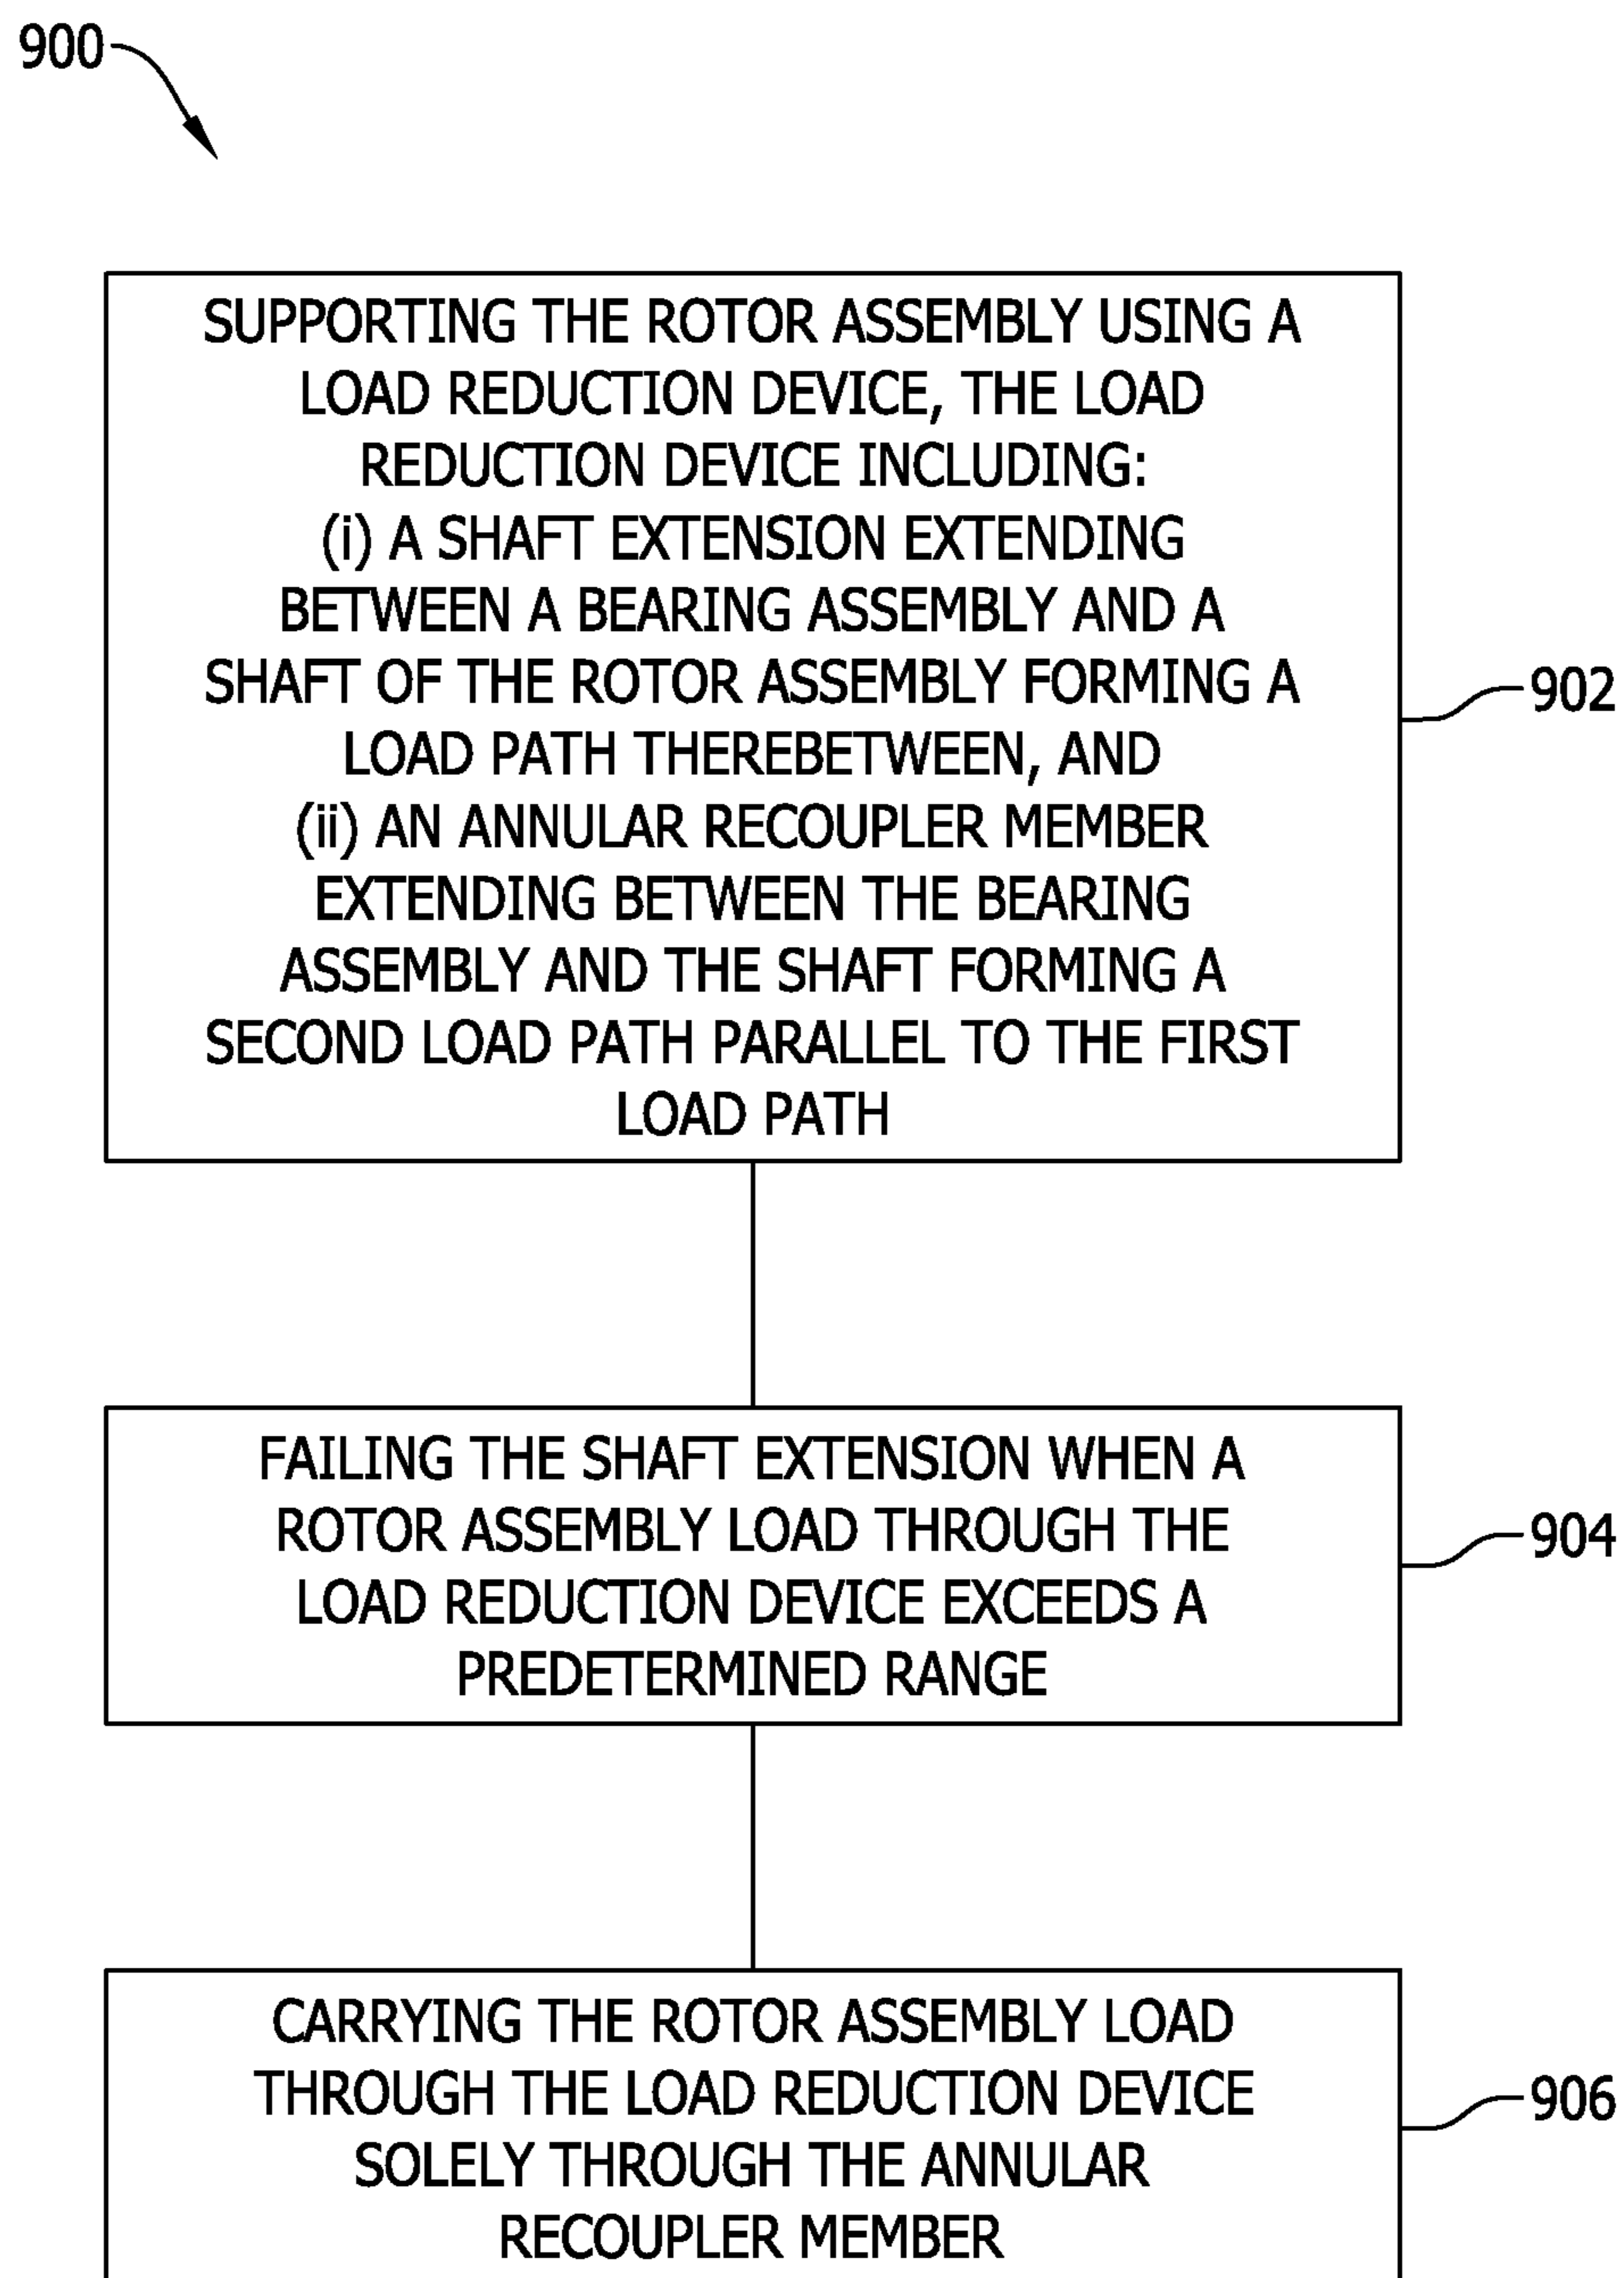 900
SUPPORTING THE ROTOR ASSEMBLY USING A
LOAD REDUCTION DEVICE, THE LOAD
REDUCTION DEVICE INCLUDING:
(i) A SHAFT EXTENSION EXTENDING
BETWEEN A BEARING ASSEMBLY AND A
SHAFT OF THE ROTOR ASSEMBLY FORMING A
LOAD PATH THEREBETWEEN, AND
(ii) AN ANNULAR RECOUPLER MEMBER
EXTENDING BETWEEN THE BEARING
ASSEMBLY AND THE SHAFT FORMING A
SECOND LOAD PATH PARALLEL TO THE FIRST
LOAD PATH
902
FAILING THE SHAFT EXTENSION WHEN A
ROTOR ASSEMBLY LOAD THROUGH THE
LOAD REDUCTION DEVICE EXCEEDS A
PREDETERMINED RANGE
904
CARRYING THE ROTOR ASSEMBLY LOAD
THROUGH THE LOAD REDUCTION DEVICE
SOLELY THROUGH THE ANNULAR
RECOUPLER MEMBER
906